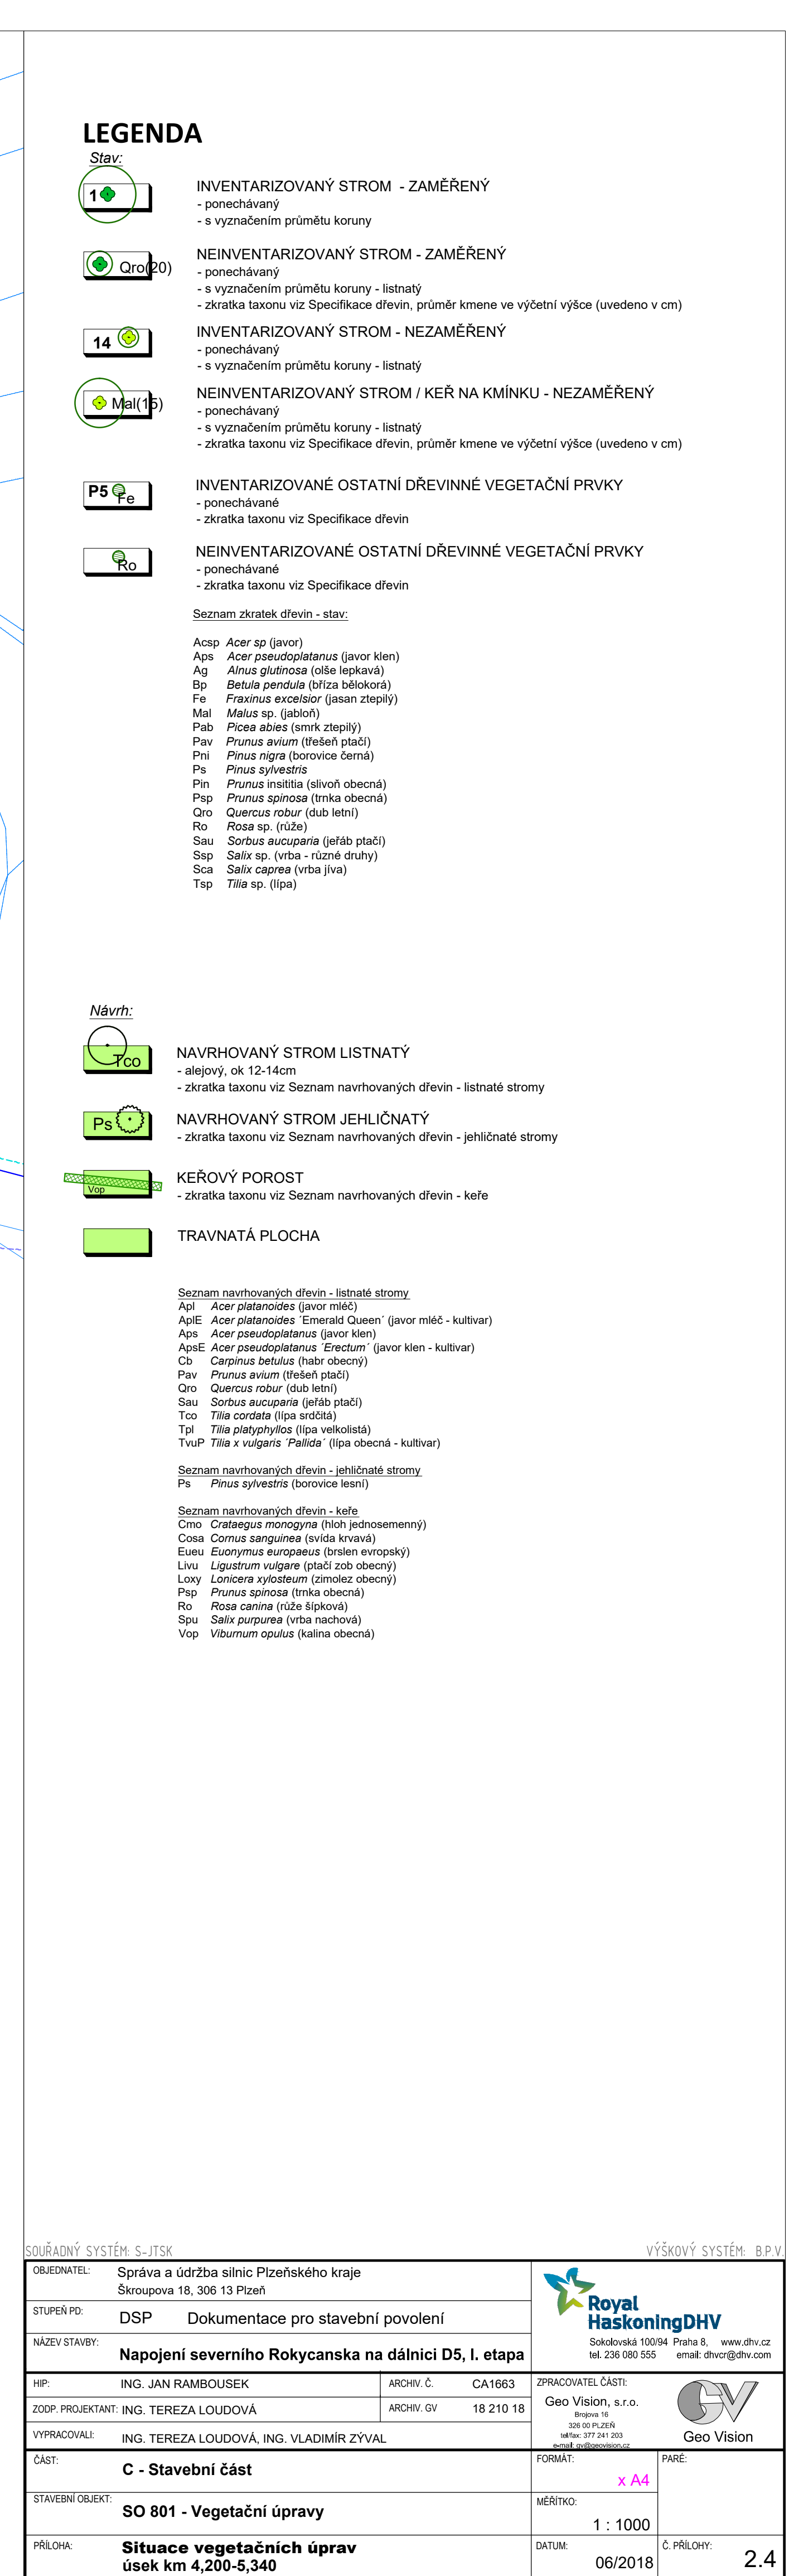 LEGENDA
Stav:
1
INVENTARIZOVANÝ STROM - ZAMĚŘENÝ
- ponechávaný
- s vyznačením průmětu koruny
Qro(20)
NEINVENTARIZOVANÝ STROM - ZAMĚŘENÝ
- ponechávaný
- s vyznačením průmětu koruny - listnatý
- zkratka taxonu viz Specifikace dřevin, průměr kmene ve výčetní výšce (uvedeno v cm)
14
INVENTARIZOVANÝ STROM - NEZAMĚŘENÝ
- ponechávaný
- s vyznačením průmětu koruny - listnatý
Mal(15)
NEINVENTARIZOVANÝ STROM / KEŘ NA KMÍNKU - NEZAMĚŘENÝ
- ponechávaný
- s vyznačením průmětu koruny - listnatý
- zkratka taxonu viz Specifikace dřevin, průměr kmene ve výčetní výšce (uvedeno v cm)
P5 Fe
INVENTARIZOVANÉ OSTATNÍ DŘEVINNÉ VEGETAČNÍ PRVKY
- ponechávané
- zkratka taxonu viz Specifikace dřevin
Ro
NEINVENTARIZOVANÉ OSTATNÍ DŘEVINNÉ VEGETAČNÍ PRVKY
- ponechávané
- zkratka taxonu viz Specifikace dřevin
Seznam zkratek dřevin - stav:
Acsp Acer sp (javor)
Aps Acer pseudoplatanus (javor klen)
Ag Alnus glutinosa (olše lepkavá)
Bp Betula pendula (bříza bělokorá)
Fe Fraxinus excelsior (jasan ztepilý)
Mal Malus sp. (jabloň)
Pab Picea abies (smrk ztepilý)
Pav Prunus avium (třešeň ptačí)
Pni Pinus nigra (borovice černá)
Ps Pinus sylvestris
Pin Prunus insititia (slivoň obecná)
Psp Prunus spinosa (trnka obecná)
Qro Quercus robur (dub letní)
Ro Rosa sp. (růže)
Sau Sorbus aucuparia (jeřáb ptačí)
Ssp Salix sp. (vrba - různé druhy)
Sca Salix caprea (vrba jíva)
Tsp Tilia sp. (lípa)
Návrh:
Tco
NAVRHOVANÝ STROM LISTNATÝ
- alejový, ok 12-14cm
- zkratka taxonu viz Seznam navrhovaných dřevin - listnaté stromy
Ps
NAVRHOVANÝ STROM JEHLIČNATÝ
- zkratka taxonu viz Seznam navrhovaných dřevin - jehličnaté stromy
Vop
KEŘOVÝ POROST
- zkratka taxonu viz Seznam navrhovaných dřevin - keře
TRAVNATÁ PLOCHA
Seznam navrhovaných dřevin - listnaté stromy
Apl Acer platanoides (javor mléč)
AplE Acer platanoides ´Emerald Queen´ (javor mléč - kultivar)
Aps Acer pseudoplatanus (javor klen)
ApsE Acer pseudoplatanus ´Erectum´ (javor klen - kultivar)
Cb Carpinus betulus (habr obecný)
Pav Prunus avium (třešeň ptačí)
Qro Quercus robur (dub letní)
Sau Sorbus aucuparia (jeřáb ptačí)
Tco Tilia cordata (lípa srdčitá)
Tpl Tilia platyphyllos (lípa velkolistá)
TvuP Tilia x vulgaris ´Pallida´ (lípa obecná - kultivar)
Seznam navrhovaných dřevin - jehličnaté stromy
Ps Pinus sylvestris (borovice lesní)
Seznam navrhovaných dřevin - keře
Cmo Crataegus monogyna (hloh jednosemenný)
Cosa Cornus sanguinea (svída krvavá)
Eueu Euonymus europaeus (brslen evropský)
Livu Ligustrum vulgare (ptačí zob obecný)
Loxy Lonicera xylosteum (zimolez obecný)
Psp Prunus spinosa (trnka obecná)
Ro Rosa canina (růže šípková)
Spu Salix purpurea (vrba nachová)
Vop Viburnum opulus (kalina obecná)
SOUŘADNÝ SYSTÉM: S-JTSK
VÝŠKOVÝ SYSTÉM: B.P.V.
OBJEDNATEL: Správa a údržba silnic Plzeňského kraje
Škroupova 18, 306 13 Plzeň
STUPEŇ PD: DSP Dokumentace pro stavební povolení
NÁZEV STAVBY: Napojení severního Rokycanska na dálnici D5, I. etapa
Royal
HaskoningDHV
Sokolovská 100/94 Praha 8, www.dhv.cz
tel. 236 080 555 email: dhvcr@dhv.com
HIP: ING. JAN RAMBOUSEK
ARCHIV. Č. CA1663
ZODP. PROJEKTANT: ING. TEREZA LOUDOVÁ
ARCHIV. GV 18 210 18
VYPRACOVALI: ING. TEREZA LOUDOVÁ, ING. VLADIMÍR ZÝVAL
ZPRACOVATEL ČÁSTI:
Geo Vision, s.r.o.
Brojova 16
326 00 PLZEŇ
tel/fax: 377 241 203
e-mail: gv@geovision.cz
GV
Geo Vision
ČÁST: C - Stavební část
FORMÁT: x A4
PARÉ:
STAVEBNÍ OBJEKT: SO 801 - Vegetační úpravy
MĚŘÍTKO: 1 : 1000
PŘÍLOHA: Situace vegetačních úprav
úsek km 4,200-5,340
DATUM: 06/2018
Č. PŘÍLOHY: 2.4